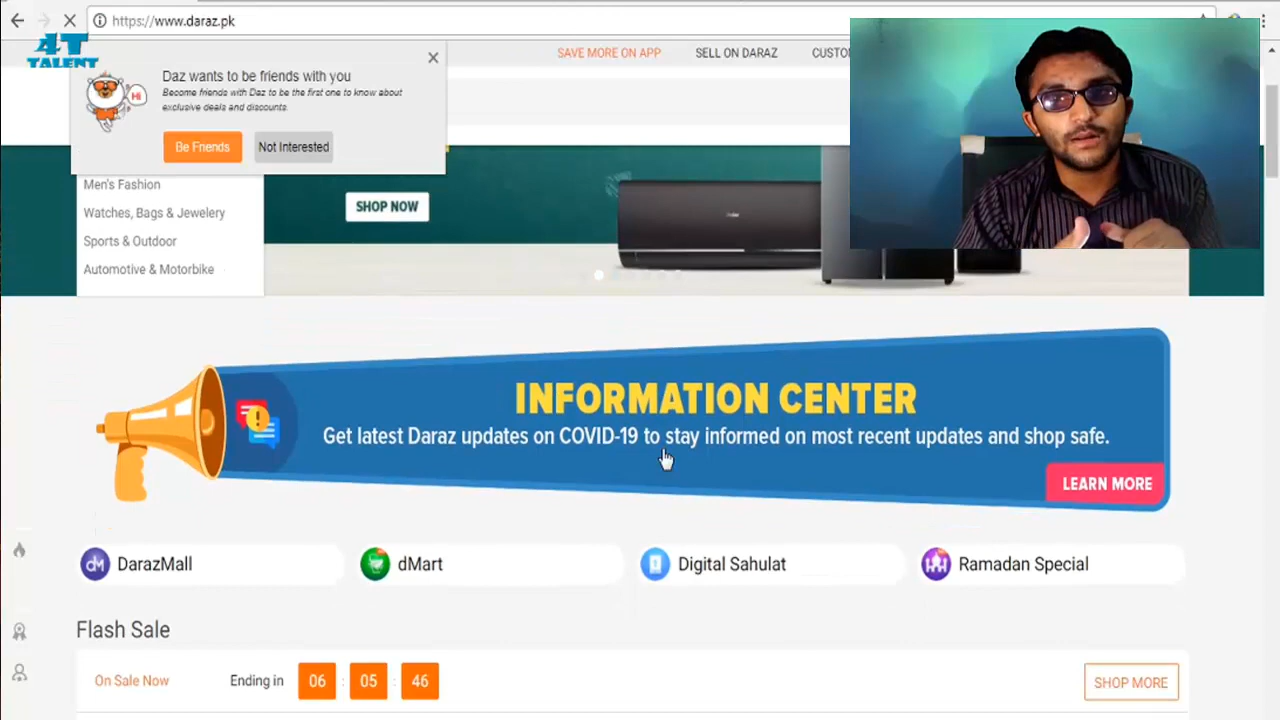 https://www.daraz.pk
4T
TALENT
SAVE MORE ON APP
SELL ON DARAZ
Daz wants to be friends with you
HI
Become friends with Daz to be the first one to know about
exclusive deals and discounts.
Be Friends
Not Interested
Men's Fashion
Watches, Bags & Jewelery
Sports & Outdoor
Automotive & Motorbike
SHOP NOW
Haier
INFORMATION CENTER
Get latest Daraz updates on COVID-19 to stay informed on most recent updates and shop safe.
LEARN MORE
dM
DarazMall
dMart
Digital Sahulat
Ramadan Special
Flash Sale
On Sale Now
Ending in
06 : 05 : 46
SHOP MORE